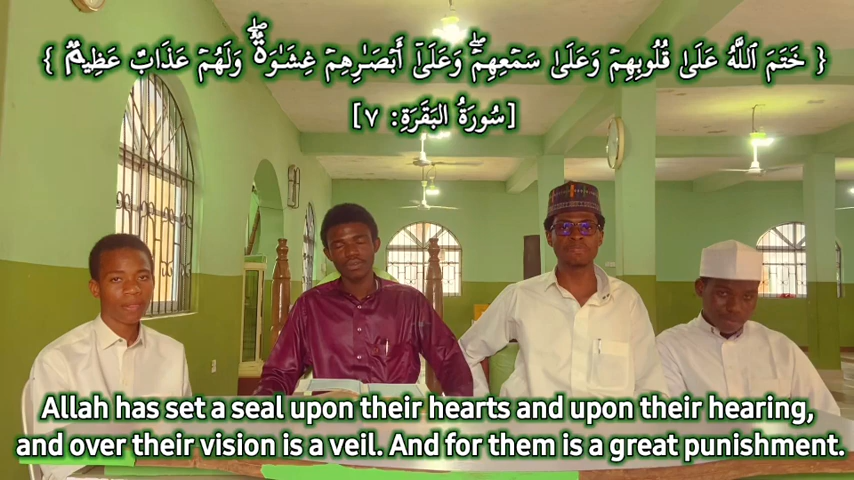 { خَتَمَ ٱللَّهُ عَلَىٰ قُلُوبِهِمۡ وَعَلَىٰ سَمۡعِهِمۡۖ وَعَلَىٰٓ أَبۡصَٰرِهِمۡ غِشَٰوَةٞۖ وَلَهُمۡ عَذَابٌ عَظِيمٞ }
[سُورَةُ البَقَرَةِ: ٧]
Allah has set a seal upon their hearts and upon their hearing,
and over their vision is a veil. And for them is a great punishment.